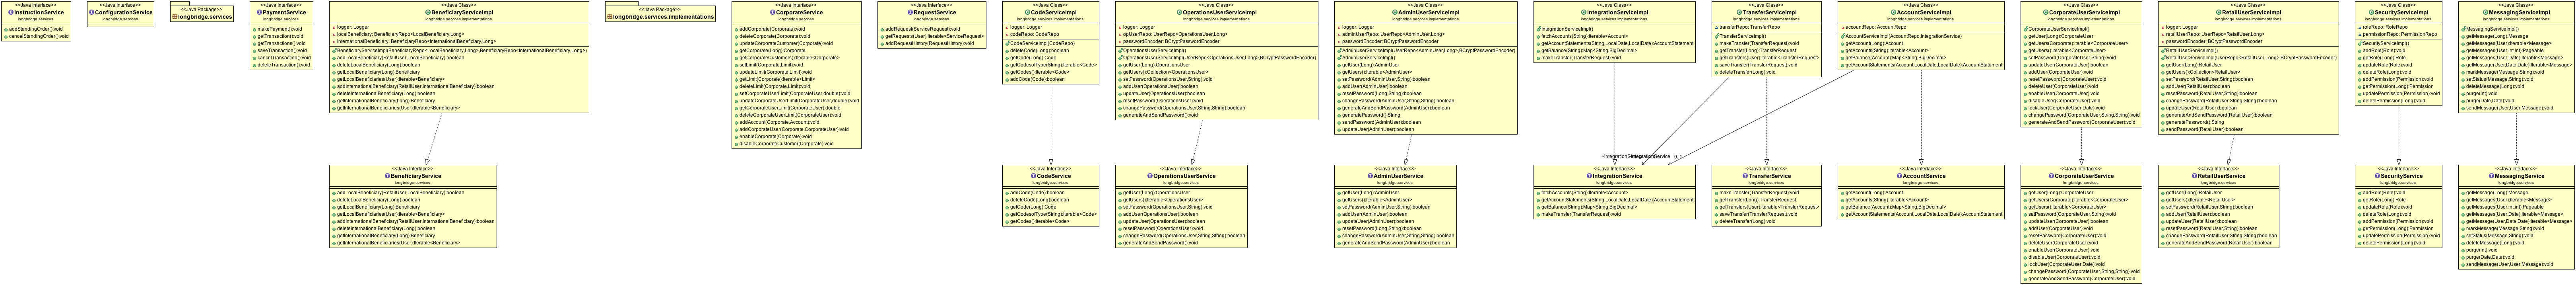 <<Java Interface>>
InstructionService
longbridge.services
addStandingOrder():void
cancelStandingOrder():void
<<Java Interface>>
ConfigurationService
longbridge.services
<<Java Package>>
longbridge.services
<<Java Interface>>
PaymentService
longbridge.services
makePayment():void
getTransaction():void
getTransactions():void
saveTransaction():void
cancelTransaction():void
deleteTransaction():void
<<Java Class>>
BeneficiaryServiceImpl
longbridge.services.implementations
logger: Logger
localBeneficiary: BeneficiaryRepo<LocalBeneficiary,Long>
internationalBeneficiary: BeneficiaryRepo<InternationalBeneficiary,Long>
BeneficiaryServiceImpl(BeneficiaryRepo<LocalBeneficiary,Long>,BeneficiaryRepo<InternationalBeneficiary,Long>)
addLocalBeneficiary(RetailUser,LocalBeneficiary):boolean
deleteLocalBeneficiary(Long):boolean
getLocalBeneficiary(Long):Beneficiary
getLocalBeneficiaries(User):Iterable<Beneficiary>
addInternationalBeneficiary(RetailUser,InternationalBeneficiary):boolean
deleteInternationalBeneficiary(Long):boolean
getInternationalBeneficiary(Long):Beneficiary
getInternationalBeneficiaries(User):Iterable<Beneficiary>
<<Java Interface>>
BeneficiaryService
longbridge.services
addLocalBeneficiary(RetailUser,LocalBeneficiary):boolean
deleteLocalBeneficiary(Long):boolean
getLocalBeneficiary(Long):Beneficiary
getLocalBeneficiaries(User):Iterable<Beneficiary>
addInternationalBeneficiary(RetailUser,InternationalBeneficiary):boolean
deleteInternationalBeneficiary(Long):boolean
getInternationalBeneficiary(Long):Beneficiary
getInternationalBeneficiaries(User):Iterable<Beneficiary>
<<Java Package>>
longbridge.services.implementations
<<Java Interface>>
CorporateService
longbridge.services
addCorporate(Corporate):void
deleteCorporate(Corporate):void
updateCorporateCustomer(Corporate):void
getCorporate(Long):Corporate
getCorporateCustomers():Iterable<Corporate>
setLimit(Corporate,Limit):void
updateLimit(Corporate,Limit):void
getLimit(Corporate):Iterable<Limit>
deleteLimit(Corporate,Limit):void
setCorporateUserLimit(CorporateUser,double):void
updateCorporateUserLimit(CorporateUser,double):void
getCorporateUserLimit(CorporateUser):double
deleteCorporateUserLimit(CorporateUser):void
addAccount(Corporate,Account):void
addCorporateUser(Corporate,CorporateUser):void
enableCorporate(Corporate):void
disableCorporateCustomer(Corporate):void
<<Java Interface>>
RequestService
longbridge.services
addRequest(ServiceRequest):void
getRequests(User):Iterable<ServiceRequest>
addRequestHistory(RequestHistory):void
<<Java Class>>
CodeServiceImpl
longbridge.services.implementations
logger: Logger
codeRepo: CodeRepo
CodeServiceImpl(CodeRepo)
deleteCode(Long):boolean
getCode(Long):Code
getCodesofType(String):Iterable<Code>
getCodes():Iterable<Code>
addCode(Code):boolean
<<Java Interface>>
CodeService
longbridge.services
addCode(Code):boolean
deleteCode(Long):boolean
getCode(Long):Code
getCodesofType(String):Iterable<Code>
getCodes():Iterable<Code>
<<Java Class>>
OperationsUserServiceImpl
longbridge.services.implementations
logger: Logger
opUserRepo: UserRepo<OperationsUser,Long>
passwordEncoder: BCryptPasswordEncoder
OperationsUserServiceImpl()
OperationsUserServiceImpl(UserRepo<OperationsUser,Long>,BCryptPasswordEncoder)
getUser(Long):OperationsUser
getUsers():Collection<OperationsUser>
setPassword(OperationsUser,String):void
addUser(OperationsUser):boolean
updateUser(OperationsUser):boolean
resetPassword(OperationsUser):void
changePassword(OperationsUser,String,String):boolean
generateAndSendPassword():void
<<Java Interface>>
OperationsUserService
longbridge.services
getUser(Long):OperationsUser
getUsers():Iterable<OperationsUser>
setPassword(OperationsUser,String):void
addUser(OperationsUser):boolean
updateUser(OperationsUser):boolean
resetPassword(OperationsUser):void
changePassword(OperationsUser,String,String):boolean
generateAndSendPassword():void
<<Java Class>>
AdminUserServiceImpl
longbridge.services.implementations
logger: Logger
adminUserRepo: UserRepo<AdminUser,Long>
passwordEncoder: BCryptPasswordEncoder
AdminUserServiceImpl(UserRepo<AdminUser,Long>,BCryptPasswordEncoder)
AdminUserServiceImpl()
getUser(Long):AdminUser
getUsers():Iterable<AdminUser>
setPassword(AdminUser,String):boolean
addUser(AdminUser):boolean
resetPassword(Long,String):boolean
changePassword(AdminUser,String,String):boolean
generateAndSendPassword(AdminUser):boolean
generatePassword():String
sendPassword(AdminUser):boolean
updateUser(AdminUser):boolean
<<Java Interface>>
AdminUserService
longbridge.services
getUser(Long):AdminUser
getUsers():Iterable<AdminUser>
setPassword(AdminUser,String):boolean
addUser(AdminUser):boolean
updateUser(AdminUser):boolean
resetPassword(Long,String):boolean
changePassword(AdminUser,String,String):boolean
generateAndSendPassword(AdminUser):boolean
<<Java Class>>
IntegrationServiceImpl
longbridge.services.implementations
IntegrationServiceImpl()
fetchAccounts(String):Iterable<Account>
getAccountStatements(String,LocalDate,LocalDate):AccountStatement
getBalance(String):Map<String,BigDecimal>
makeTransfer(TransferRequest):void
<<Java Interface>>
IntegrationService
longbridge.services
fetchAccounts(String):Iterable<Account>
getAccountStatements(String,LocalDate,LocalDate):AccountStatement
getBalance(String):Map<String,BigDecimal>
makeTransfer(TransferRequest):void
<<Java Class>>
TransferServiceImpl
longbridge.services.implementations
transferRepo: TransferRepo
TransferServiceImpl()
makeTransfer(TransferRequest):void
getTransfer(Long):TransferRequest
getTransfers(User):Iterable<TransferRequest>
saveTransfer(TransferRequest):void
deleteTransfer(Long):void
<<Java Interface>>
TransferService
longbridge.services
makeTransfer(TransferRequest):void
getTransfer(Long):TransferRequest
getTransfers(User):Iterable<TransferRequest>
saveTransfer(TransferRequest):void
deleteTransfer(Long):void
<<Java Class>>
AccountServiceImpl
longbridge.services.implementations
accountRepo: AccountRepo
AccountServiceImpl(AccountRepo,IntegrationService)
getAccount(Long):Account
getAccounts(String):Iterable<Account>
getBalance(Account):Map<String,BigDecimal>
getAccountStatements(Account,LocalDate,LocalDate):AccountStatement
0..1
<<Java Interface>>
AccountService
longbridge.services
getAccount(Long):Account
getAccounts(String):Iterable<Account>
getBalance(Account):Map<String,BigDecimal>
getAccountStatements(Account,LocalDate,LocalDate):AccountStatement
<<Java Class>>
CorporateUserServiceImpl
longbridge.services.implementations
CorporateUserServiceImpl()
getUser(Long):CorporateUser
getUsers(Corporate):Iterable<CorporateUser>
getUsers():Iterable<CorporateUser>
setPassword(CorporateUser,String):void
updateUser(CorporateUser):boolean
addUser(CorporateUser):void
resetPassword(CorporateUser):void
deleteUser(CorporateUser):void
enableUser(CorporateUser):void
disableUser(CorporateUser):void
lockUser(CorporateUser,Date):void
changePassword(CorporateUser,String,String):void
generateAndSendPassword(CorporateUser):void
<<Java Interface>>
CorporateUserService
longbridge.services
getUser(Long):CorporateUser
getUsers(Corporate):Iterable<CorporateUser>
getUsers():Iterable<CorporateUser>
setPassword(CorporateUser,String):void
updateUser(CorporateUser):boolean
addUser(CorporateUser):void
resetPassword(CorporateUser):void
deleteUser(CorporateUser):void
enableUser(CorporateUser):void
disableUser(CorporateUser):void
lockUser(CorporateUser,Date):void
changePassword(CorporateUser,String,String):void
generateAndSendPassword(CorporateUser):void
<<Java Class>>
RetailUserServiceImpl
longbridge.services.implementations
logger: Logger
retailUserRepo: UserRepo<RetailUser,Long>
passwordEncoder: BCryptPasswordEncoder
RetailUserServiceImpl()
RetailUserServiceImpl(UserRepo<RetailUser,Long>,BCryptPasswordEncoder)
getUser(Long):RetailUser
getUsers():Collection<RetailUser>
setPassword(RetailUser,String):boolean
addUser(RetailUser):boolean
resetPassword(RetailUser,String):boolean
changePassword(RetailUser,String,String):boolean
updateUser(RetailUser):boolean
generateAndSendPassword(RetailUser):boolean
generatePassword():String
sendPassword(RetailUser):boolean
<<Java Interface>>
RetailUserService
longbridge.services
getUser(Long):RetailUser
getUsers():Iterable<RetailUser>
setPassword(RetailUser,String):boolean
addUser(RetailUser):boolean
updateUser(RetailUser):boolean
resetPassword(RetailUser,String):boolean
changePassword(RetailUser,String,String):boolean
generateAndSendPassword(RetailUser):boolean
<<Java Class>>
SecurityServiceImpl
longbridge.services.implementations
roleRepo: RoleRepo
permissionRepo: PermissionRepo
SecurityServiceImpl()
addRole(Role):void
getRole(Long):Role
updateRole(Role):void
deleteRole(Long):void
addPermission(Permission):void
getPermission(Long):Permission
updatePermission(Permission):void
deletePermission(Long):void
<<Java Interface>>
SecurityService
longbridge.services
addRole(Role):void
getRole(Long):Role
updateRole(Role):void
deleteRole(Long):void
addPermission(Permission):void
getPermission(Long):Permission
updatePermission(Permission):void
deletePermission(Long):void
<<Java Class>>
MessagingServiceImpl
longbridge.services.implementations
MessagingServiceImpl()
getMessage(Long):Message
getMessages(User):Iterable<Message>
getMessages(User,int,int):Pageable
getMessages(User,Date):Iterable<Message>
getMessages(User,Date,Date):Iterable<Message>
markMessage(Message,String):void
setStatus(Message,String):void
deleteMessage(Long):void
purge(int):void
purge(Date,Date):void
sendMessage(User,User,Message):void
<<Java Interface>>
MessagingService
longbridge.services
getMessage(Long):Message
getMessages(User):Iterable<Message>
getMessages(User,int,int):Pageable
getMessages(User,Date):Iterable<Message>
getMessages(User,Date,Date):Iterable<Message>
markMessage(Message,String):void
setStatus(Message,String):void
deleteMessage(Long):void
purge(int):void
purge(Date,Date):void
sendMessage(User,User,Message):void